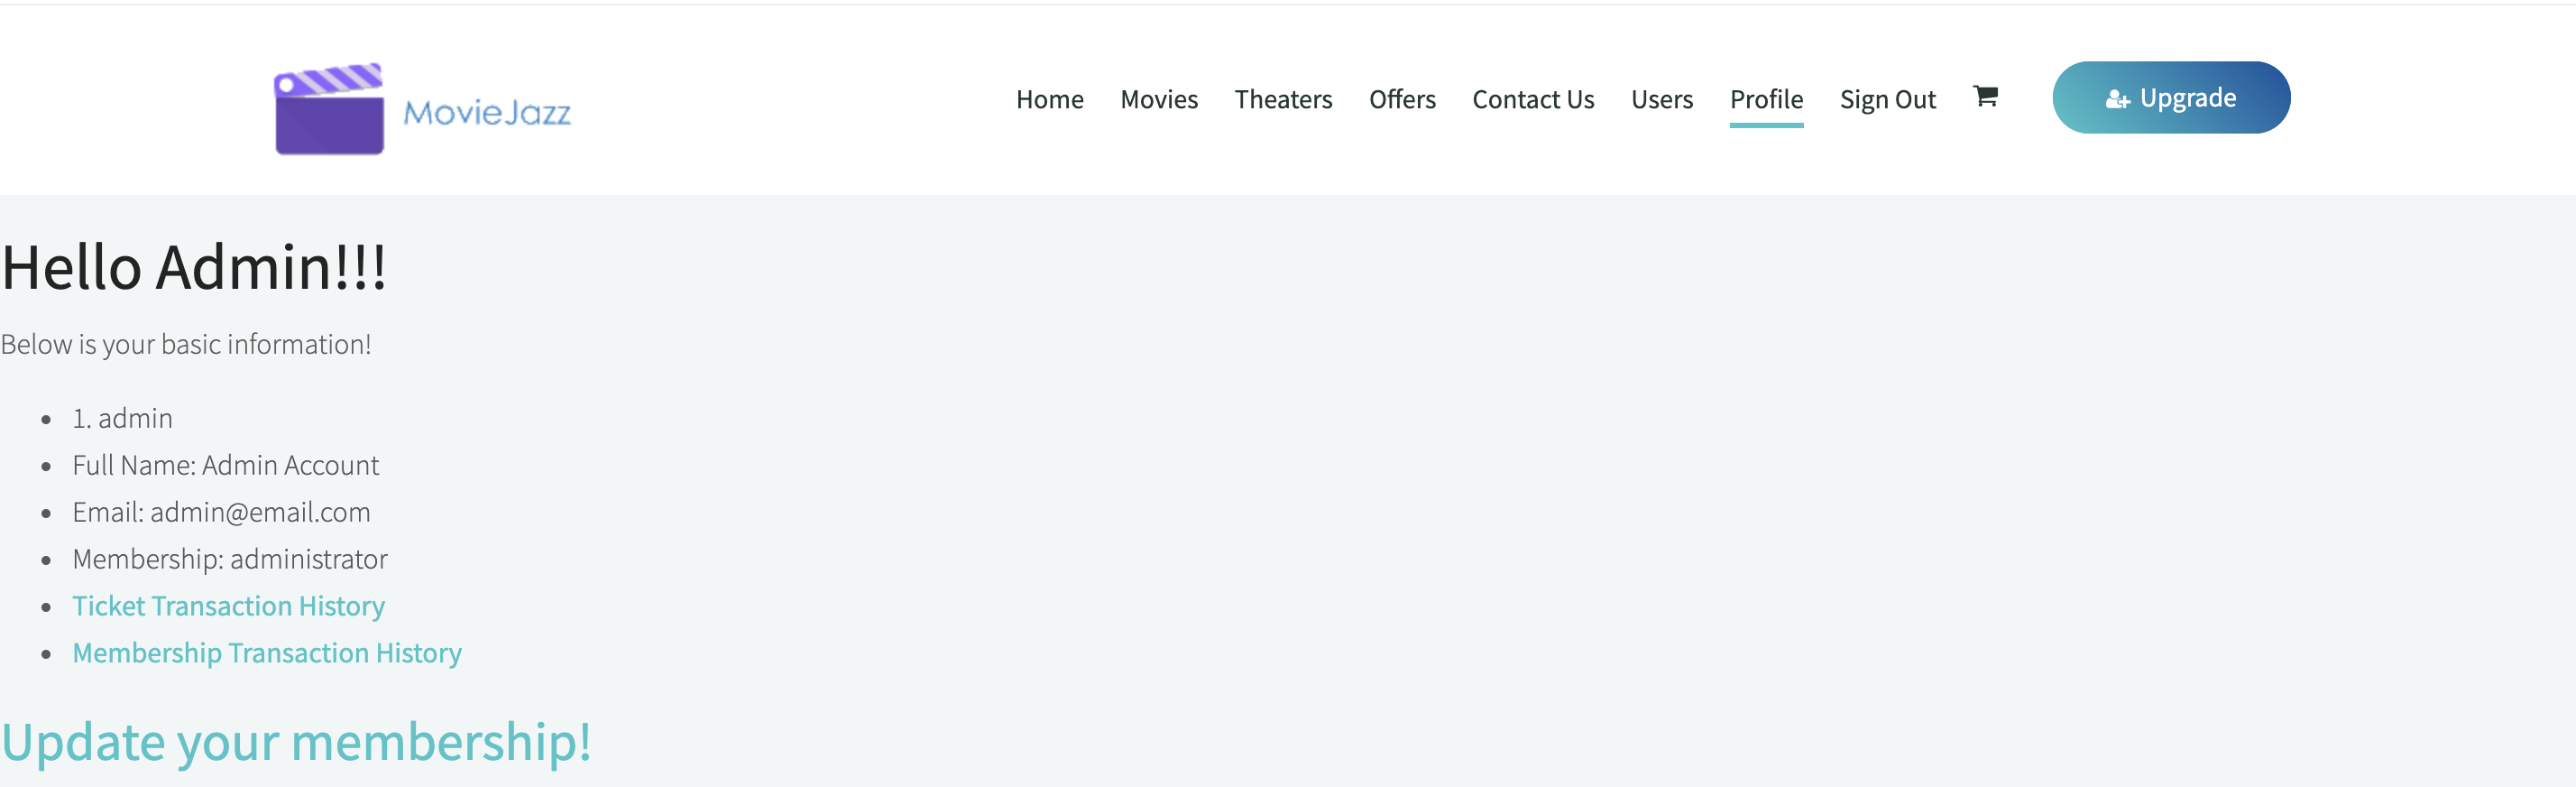 MovieJazz
Home Movies Theaters Offers Contact Us Users Profile Sign Out Upgrade
Hello Admin!!!
Below is your basic information!
1. admin
Full Name: Admin Account
Email: admin@email.com
Membership: administrator
Ticket Transaction History
Membership Transaction History
Update your membership!